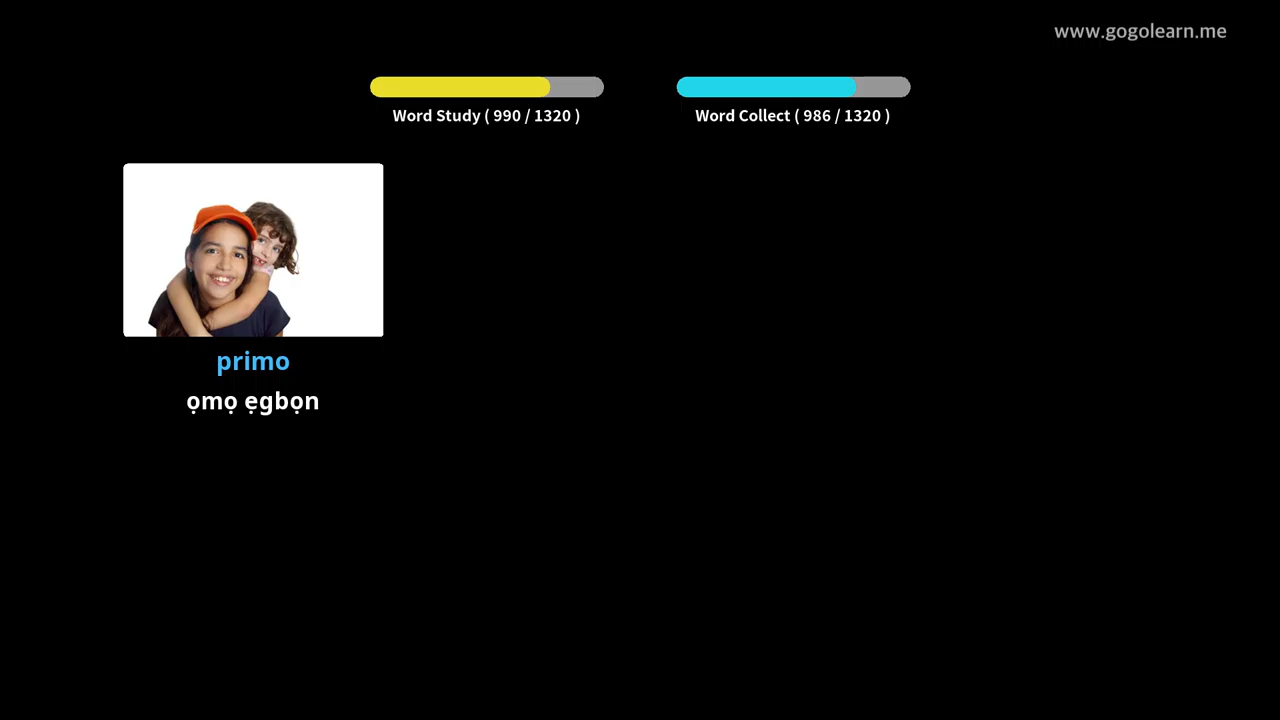 www.gogolearn.me
Word Study ( 990 / 1320 )
Word Collect ( 986 / 1320 )
primo
ọmọ ẹgbọn